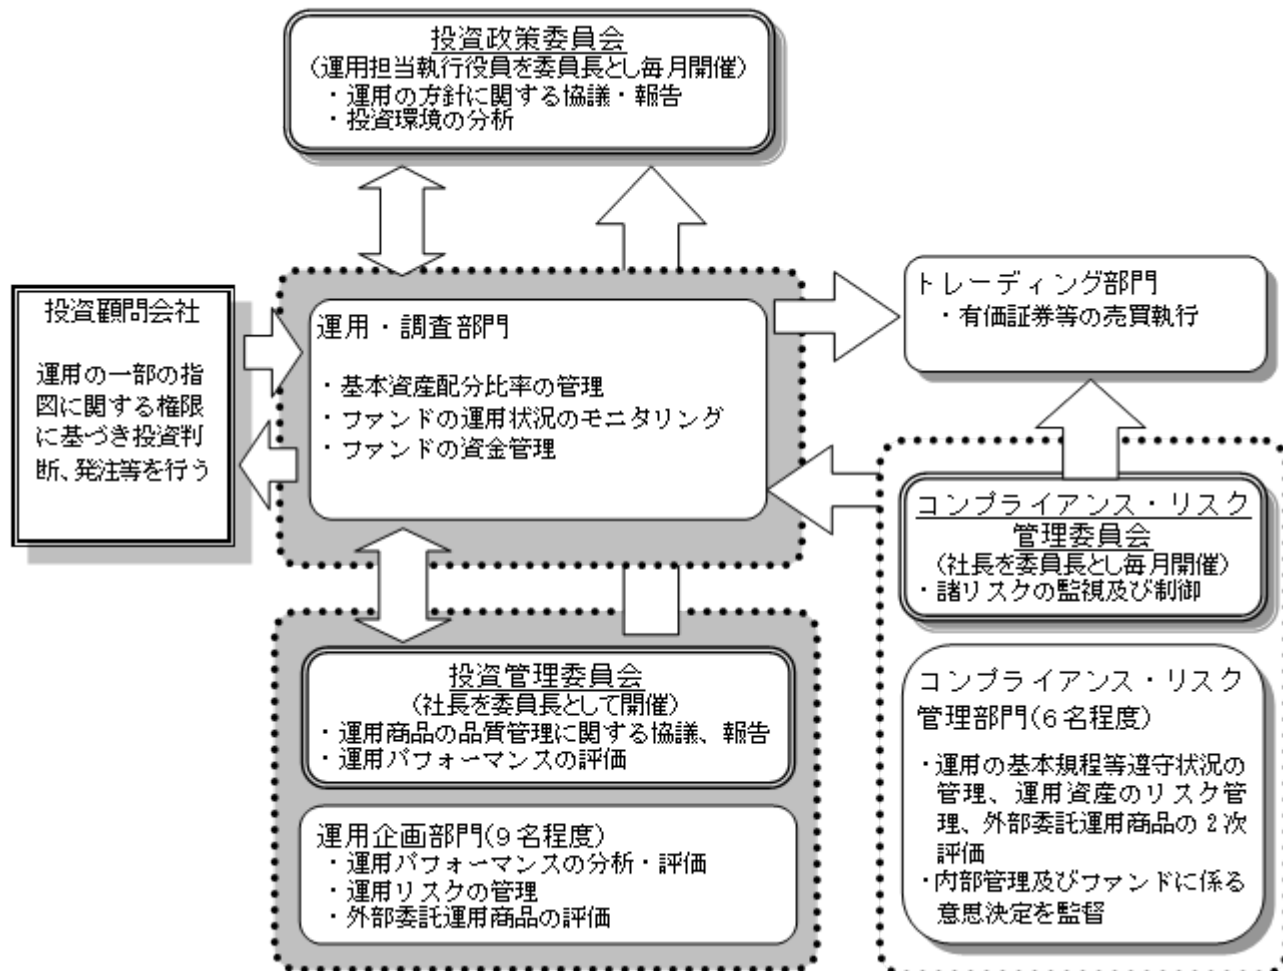 投資政策委員会
(運用担当執行役員を委員長とし毎月開催)
・運用の方針に関する協議・報告
・投資環境の分析
投資顧問会社
運用の一部の指
図に関する権限
に基づき投資判
断、発注等を行う
運用・調査部門
・基本資産配分比率の管理
・ファンドの運用状況のモニタリング
・ファンドの資金管理
トレーディング部門
・有価証券等の売買執行
コンプライアンス・リスク
管理委員会
(社長を委員長とし毎月開催)
・諸リスクの監視及び制御
コンプライアンス・リスク
管理部門(6名程度)
・運用の基本規程等遵守状況の
管理、運用資産のリスク管
理、外部委託運用商品の2次
評価
・内部管理及びファンドに係る
意思決定を監督
投資管理委員会
(社長を委員長として開催)
・運用商品の品質管理に関する協議、報告
・運用パフォーマンスの評価
運用企画部門(9名程度)
・運用パフォーマンスの分析・評価
・運用リスクの管理
・外部委託運用商品の評価